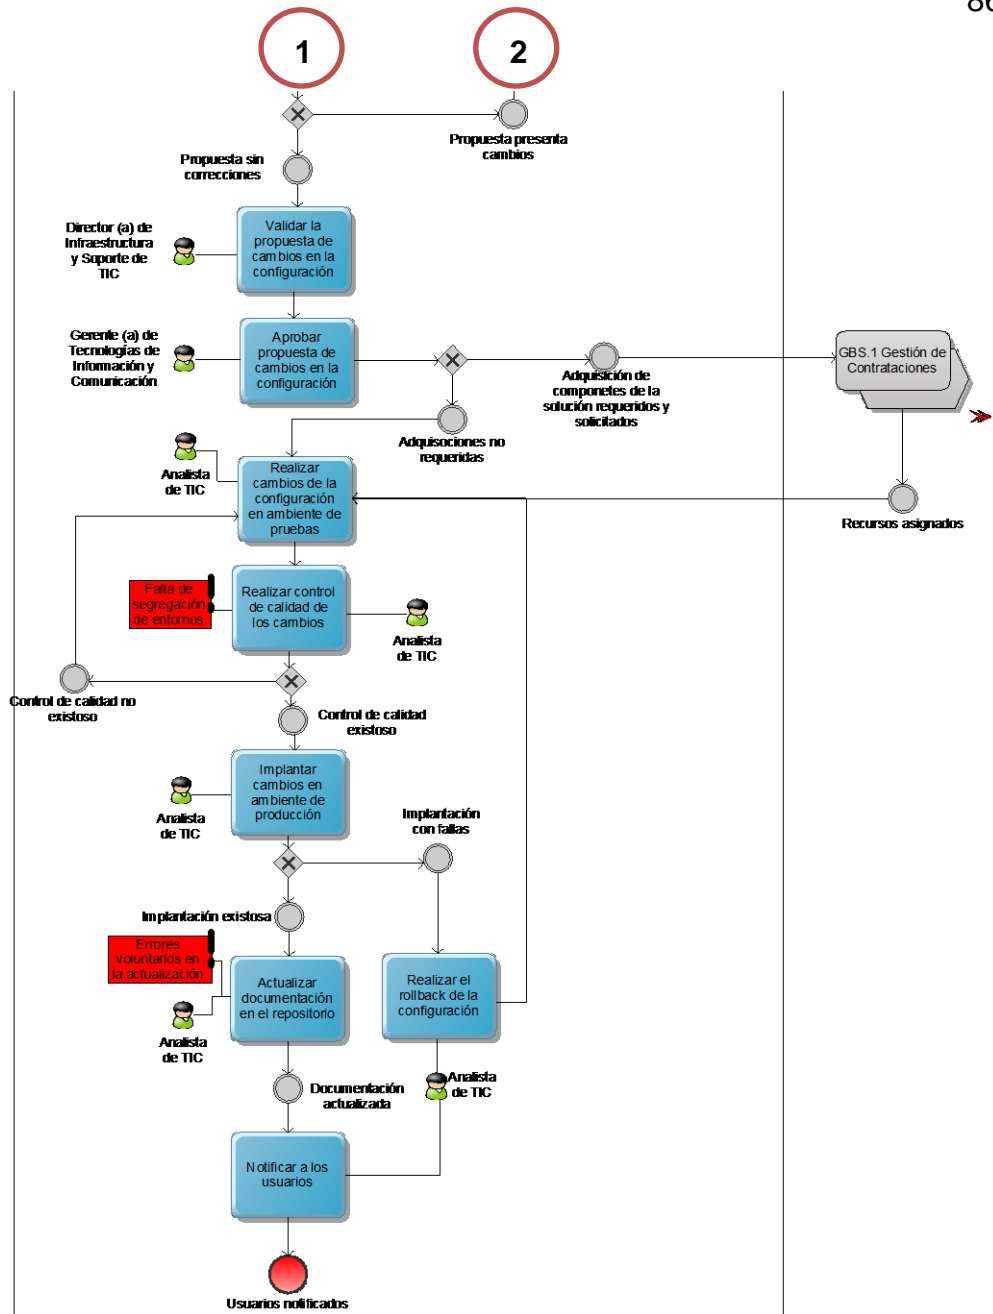 86
1
2
Propuesta presenta
cambios
Propuesta sin
correcciones
Validar la
propuesta de
cambios en la
configuración
Director (a) de
Infraestructura
y Soporte de
TIC
Aprobar
propuesta de
cambios en la
configuración
Gerente (a) de
Tecnologías de
Información y
Comunicación
Adquisición de
componetes de la
solución requeridos y
solicitados
GBS.1 Gestión de
Contrataciones
Adquisociones no
requeridas
Analista
de TIC
Realizar
cambios de la
configuración
en ambiente de
pruebas
Recursos asignados
Falta de
segregación
de entornos
Realizar control
de calidad de
los cambios
Analista
de TIC
Control de calidad no
existoso
Control de calidad
existoso
Implantar
cambios en
ambiente de
producción
Analista
de TIC
Implantación
con fallas
Implantación existosa
Errores
voluntarios en
la actualización
Actualizar
documentación
en el repositorio
Realizar el
rollback de la
configuración
Analista
de TIC
Analista
de TIC
Documentación
actualizada
Notificar a los
usuarios
Usuarios notificados